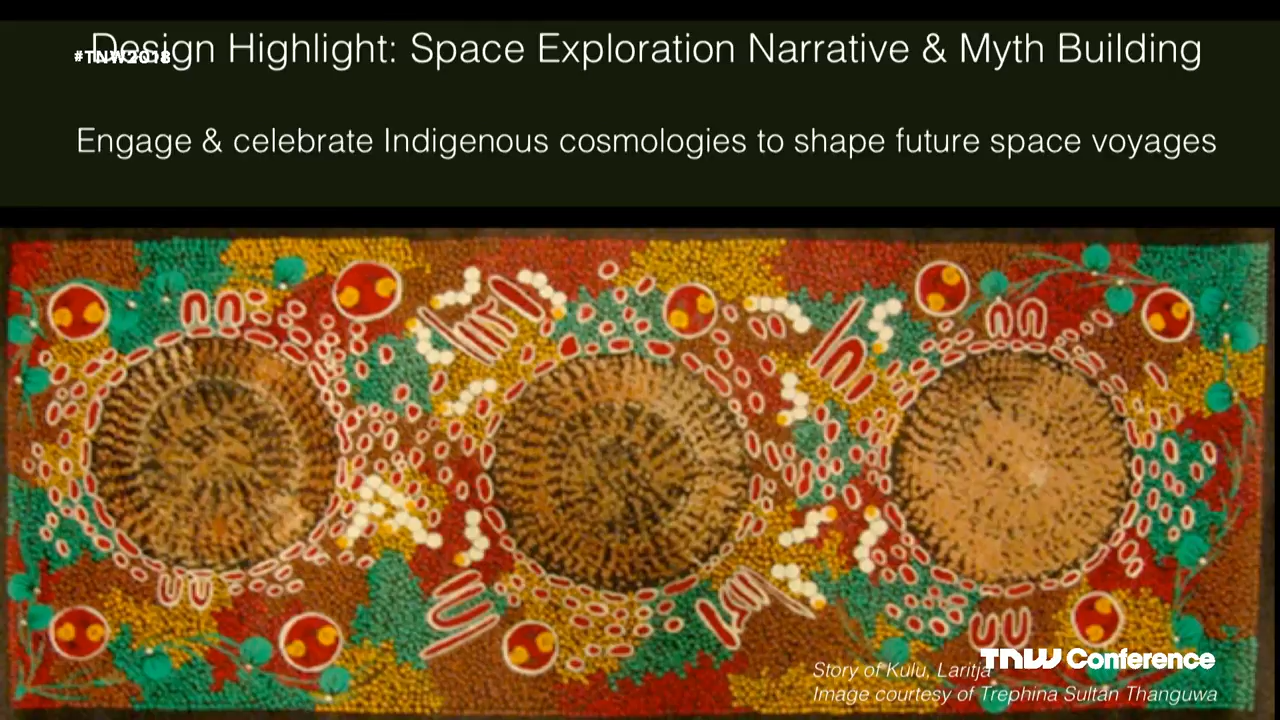 Design Highlight: Space Exploration Narrative & Myth Building
#TNW2018
Engage & celebrate Indigenous cosmologies to shape future space voyages
TNW Conference
Story of Kulu, Laritja
Image courtesy of Trephina Sultan Thanguwa